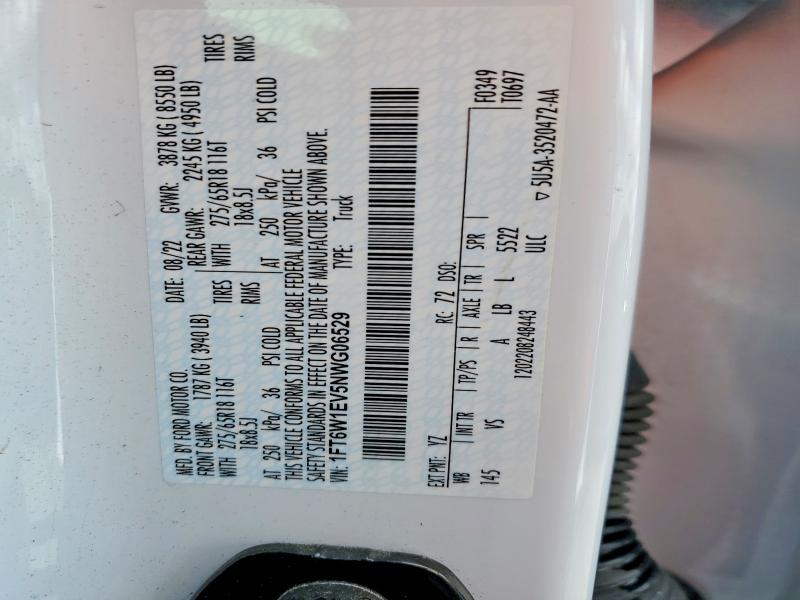 MFD. BY FORD MOTOR CO.
DATE: 08/22 GVWR: 3878 KG ( 8550 LB)
FRONT GAWR: 1787 KG ( 3940 LB) REAR GAWR: 2245 KG ( 4950 LB)
WITH 275/65R18 116T TIRES WITH 275/65R18 116T TIRES
18x8.5J RIMS 18x8.5J RIMS
AT 250 kPa/ 36 PSI COLD AT 250 kPa/ 36 PSI COLD
THIS VEHICLE CONFORMS TO ALL APPLICABLE FEDERAL MOTOR VEHICLE
SAFETY STANDARDS IN EFFECT ON THE DATE OF MANUFACTURE SHOWN ABOVE.
VIN: 1FT6W1EV5NWG06529 TYPE: Truck
F0349
EXT PNT: YZ RC: 72 DSO: T0697
WB INT TR TP/PS R AXLE TR SPR
145 VS A LB L 5522
1202208248443 ULC
▽ 5U5A-3520472-AA